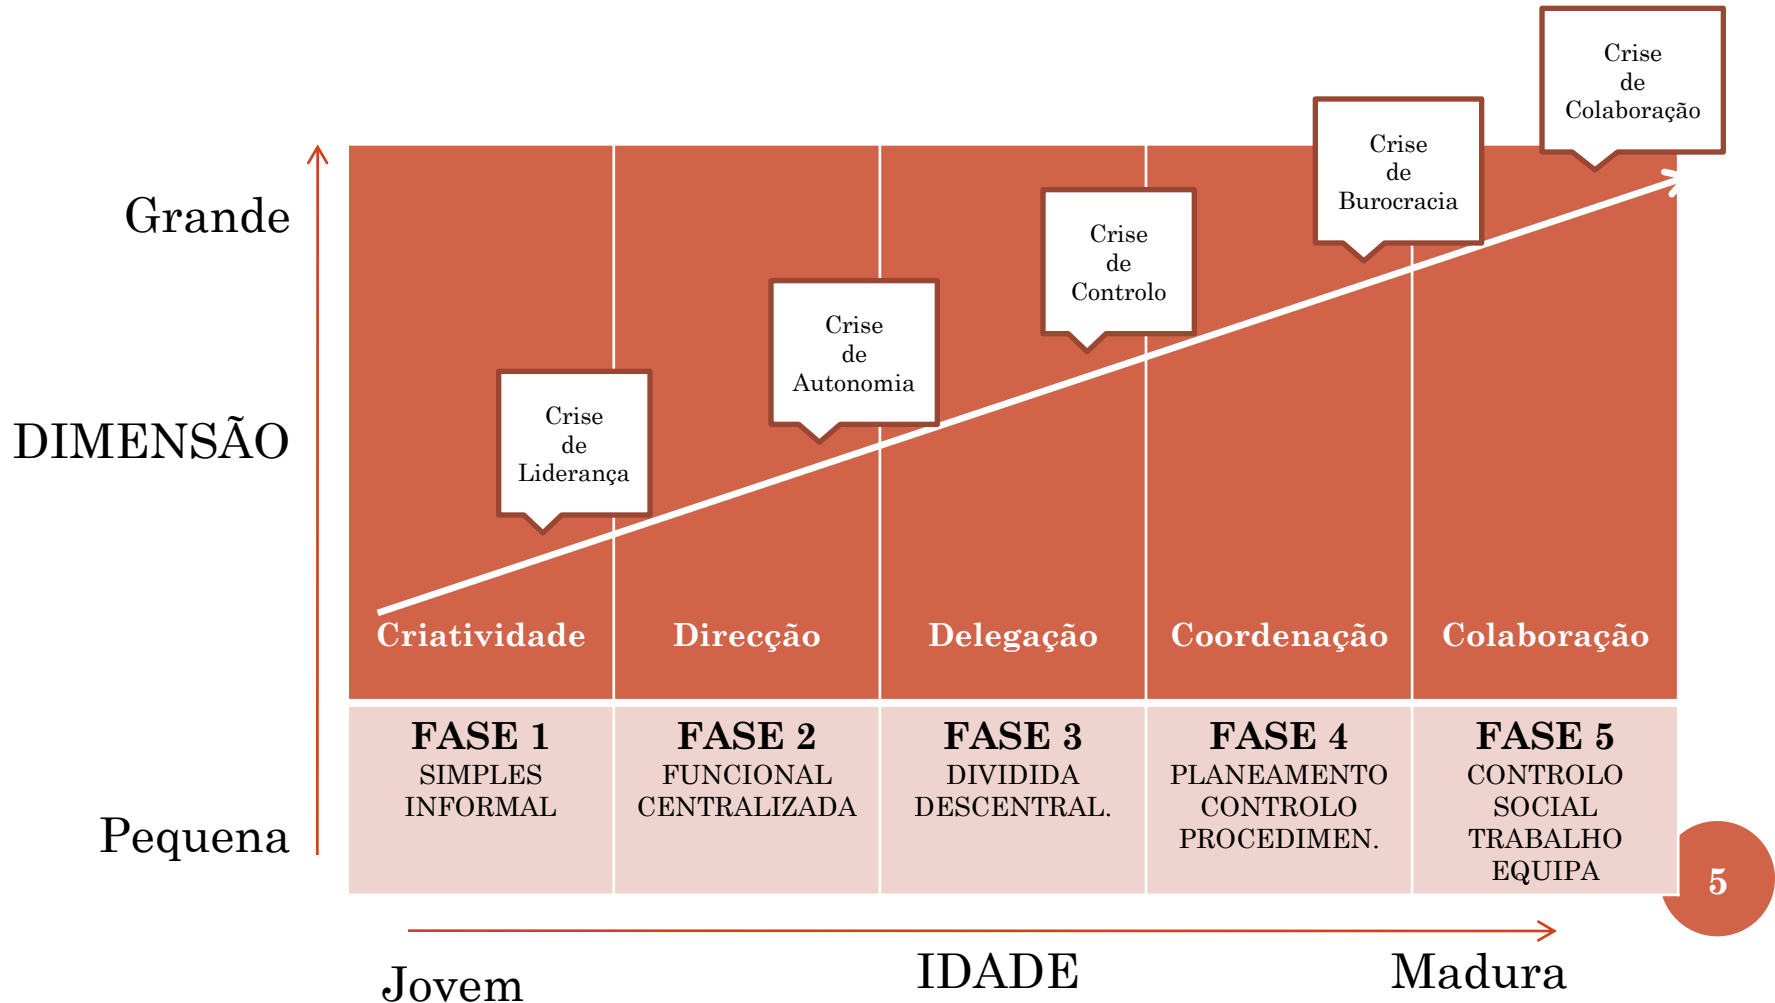 Crise
de
Colaboração
Crise
de
Burocracia
Crise
de
Controlo
Crise
de
Autonomia
Crise
de
Liderança
Grande
DIMENSÃO
Pequena
Criatividade
Direcção
Delegação
Coordenação
Colaboração
FASE 1
SIMPLES
INFORMAL
FASE 2
FUNCIONAL
CENTRALIZADA
FASE 3
DIVIDIDA
DESCENTRAL.
FASE 4
PLANEAMENTO
CONTROLO
PROCEDIMEN.
FASE 5
CONTROLO
SOCIAL
TRABALHO
EQUIPA
5
Jovem
IDADE
Madura